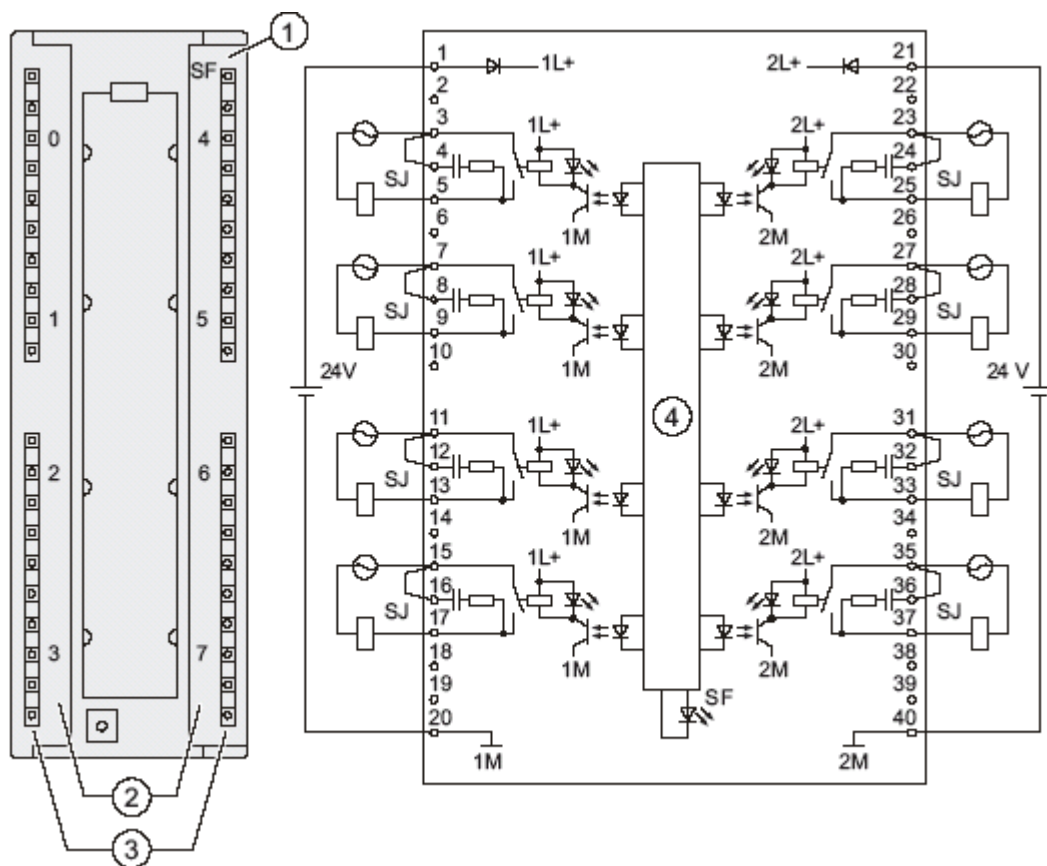 1
SF
0
4
1
5
2
6
3
7
2
3
1
1L+
2L+
21
2
22
3
1L+
2L+
23
4
24
SJ
5
25
SJ
6
1M
2M
26
7
1L+
2L+
27
8
28
SJ
9
29
SJ
10
1M
2M
30
24V
4
24 V
11
1L+
2L+
31
12
32
SJ
13
33
SJ
14
1M
2M
34
15
1L+
2L+
35
16
36
SJ
17
37
SJ
18
1M
2M
38
19
SF
39
20
1M
2M
40